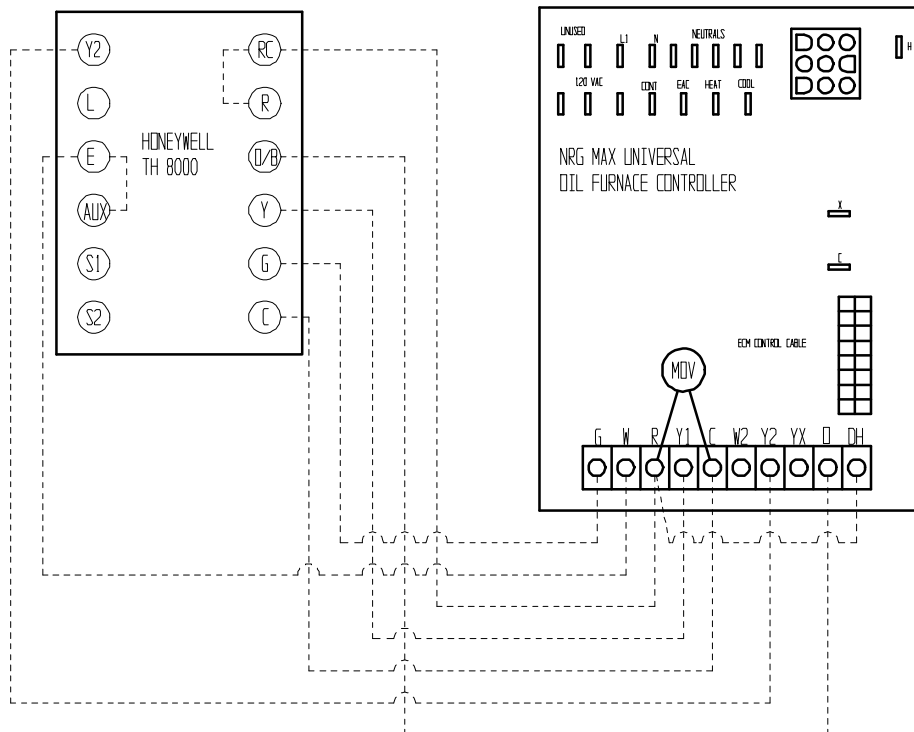 Y2 RC
L R
E O/B
HONEYWELL
TH 8000
AUX Y
S1 G
S2 C
UNUSED L1 N NEUTRALS
H
120 VAC CONT EAC HEAT COOL
NRG MAX UNIVERSAL
OIL FURNACE CONTROLLER
X
C
ECM CONTROL CABLE
MOV
G W R Y1 C W2 Y2 YX O DH